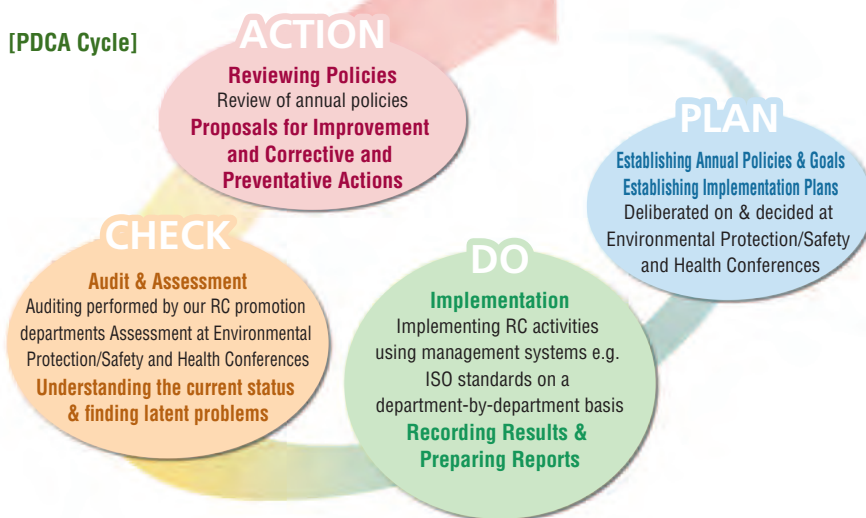 [PDCA Cycle]
ACTION
Reviewing Policies
Review of annual policies
Proposals for Improvement
and Corrective and
Preventative Actions
PLAN
Establishing Annual Policies & Goals
Establishing Implementation Plans
Deliberated on & decided at
Environmental Protection/Safety
and Health Conferences
CHECK
Audit & Assessment
Auditing performed by our RC promotion
departments Assessment at Environmental
Protection/Safety and Health Conferences
Understanding the current status
& finding latent problems
DO
Implementation
Implementing RC activities
using management systems e.g.
ISO standards on a
department-by-department basis
Recording Results &
Preparing Reports